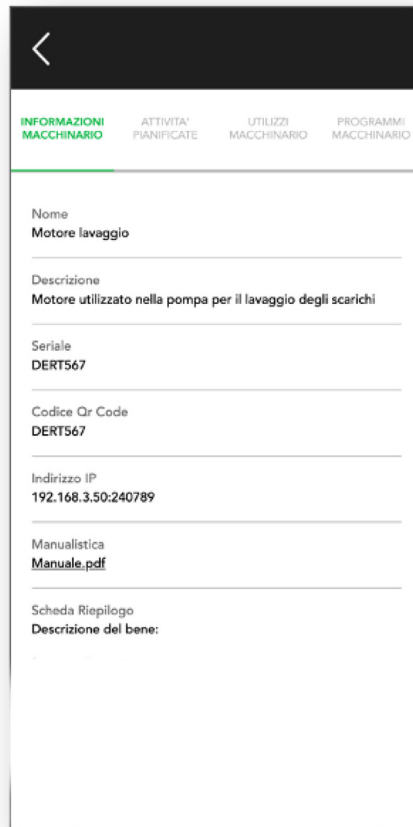 INFORMAZIONI MACCHINARIO
ATTIVITA' PIANIFICATE
UTILIZZI MACCHINARIO
PROGRAMMI MACCHINARIO
Nome
Motore lavaggio
Descrizione
Motore utilizzato nella pompa per il lavaggio degli scarichi
Seriale
DERT567
Codice Qr Code
DERT567
Indirizzo IP
192.168.3.50:240789
Manualistica
Manuale.pdf
Scheda Riepilogo
Descrizione del bene: